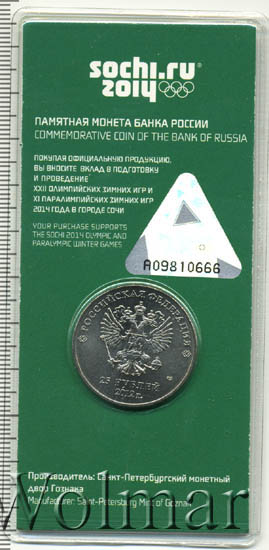 sochi.ru
2014
ПАМЯТНАЯ МОНЕТА БАНКА РОССИИ
COMMEMORATIVE COIN OF THE BANK OF RUSSIA
ПОКУПАЯ ОФИЦИАЛЬНУЮ ПРОДУКЦИЮ,
ВЫ ВНОСИТЕ ВКЛАД В ПОДГОТОВКУ
И ПРОВЕДЕНИЕ
XXII ОЛИМПИЙСКИХ ЗИМНИХ ИГР И
XI ПАРАЛИМПИЙСКИХ ЗИМНИХ ИГР
2014 ГОДА В ГОРОДЕ СОЧИ
YOUR PURCHASE SUPPORTS
THE SOCHI 2014 OLYMPIC AND
PARALYMPIC WINTER GAMES
A09810666
РОССИЙСКАЯ ФЕДЕРАЦИЯ
25 РУБЛЕЙ
Производитель: Санкт-Петербургский монетный
двор Гознака
Manufacturer: Saint-Petersburg Mint of Goznak
Wolmar